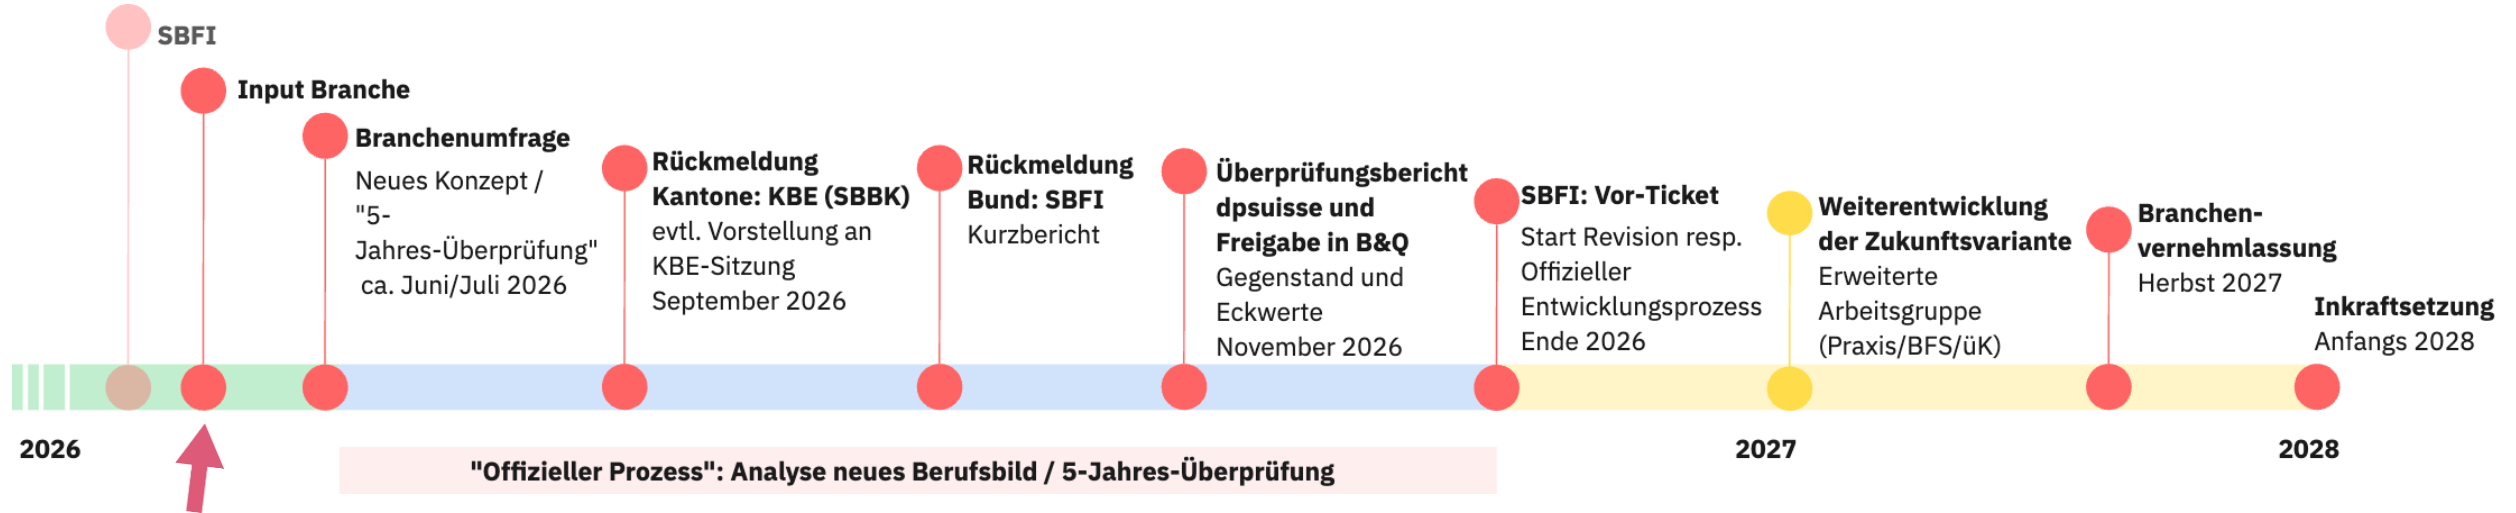 SBFI
Input Branche
Branchenumfrage
Neues Konzept /
"5-
Jahres-Überprüfung"
ca. Juni/Juli 2026
Rückmeldung
Kantone: KBE (SBBK)
evtl. Vorstellung an
KBE-Sitzung
September 2026
Rückmeldung
Bund: SBFI
Kurzbericht
Überprüfungsbericht
dpsuisse und
Freigabe in B&Q
Gegenstand und
Eckwerte
November 2026
SBFI: Vor-Ticket
Start Revision resp.
Offizieller
Entwicklungsprozess
Ende 2026
Weiterentwicklung
der Zukunftsvariante
Erweiterte
Arbeitsgruppe
(Praxis/BFS/üK)
Branchen-
vernehmlassung
Herbst 2027
Inkraftsetzung
Anfangs 2028
2026
2027
2028
"Offizieller Prozess": Analyse neues Berufsbild / 5-Jahres-Überprüfung